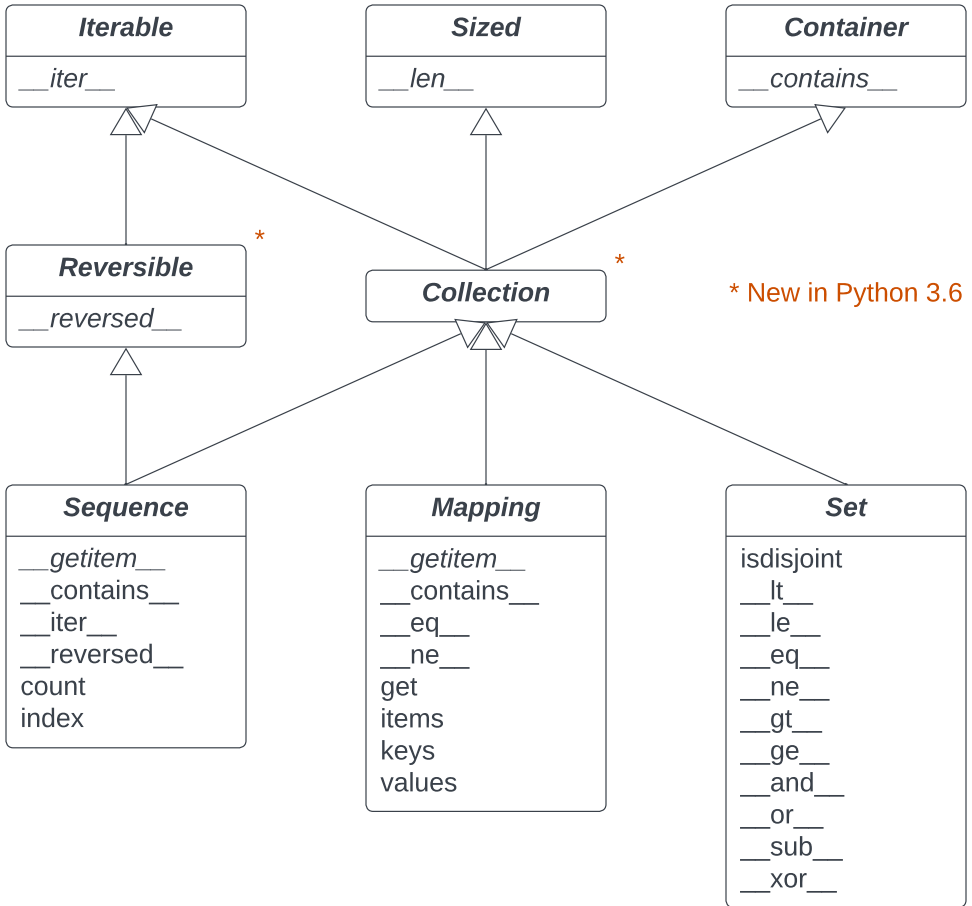 Iterable
__iter__
Sized
__len__
Container
__contains__
Reversible
__reversed__
*
Collection
*
* New in Python 3.6
Sequence
__getitem__
__contains__
__iter__
__reversed__
count
index
Mapping
__getitem__
__contains__
__eq__
__ne__
get
items
keys
values
Set
isdisjoint
__lt__
__le__
__eq__
__ne__
__gt__
__ge__
__and__
__or__
__sub__
__xor__